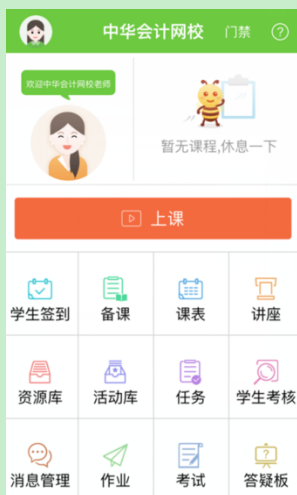 中华会计网校 门禁 ?
欢迎中华会计网校老师
暂无课程,休息一下
上课
学生签到 备课 课表 讲座
资源库 活动库 任务 学生考核
消息管理 作业 考试 答疑板